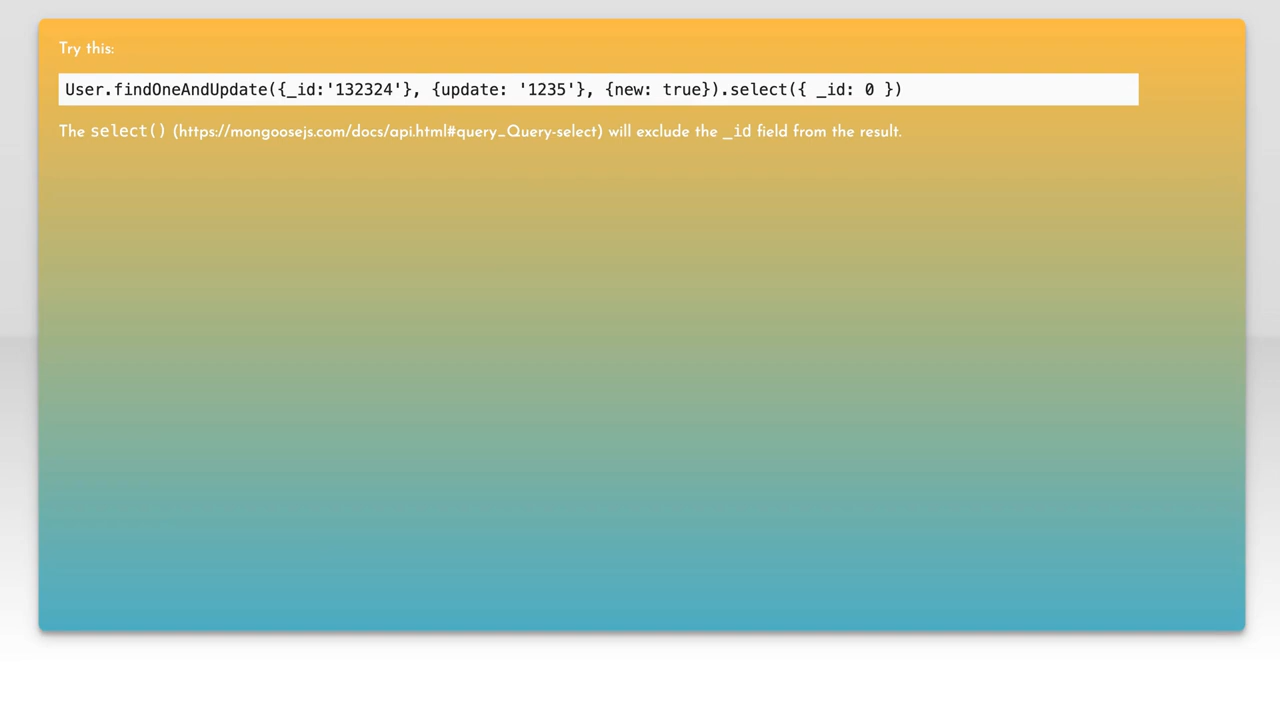 Try this:
User.findOneAndUpdate({_id:'132324'}, {update: '1235'}, {new: true}).select({ _id: 0 })
The select() (https://mongoosejs.com/docs/api.html#query_Query-select) will exclude the _id field from the result.